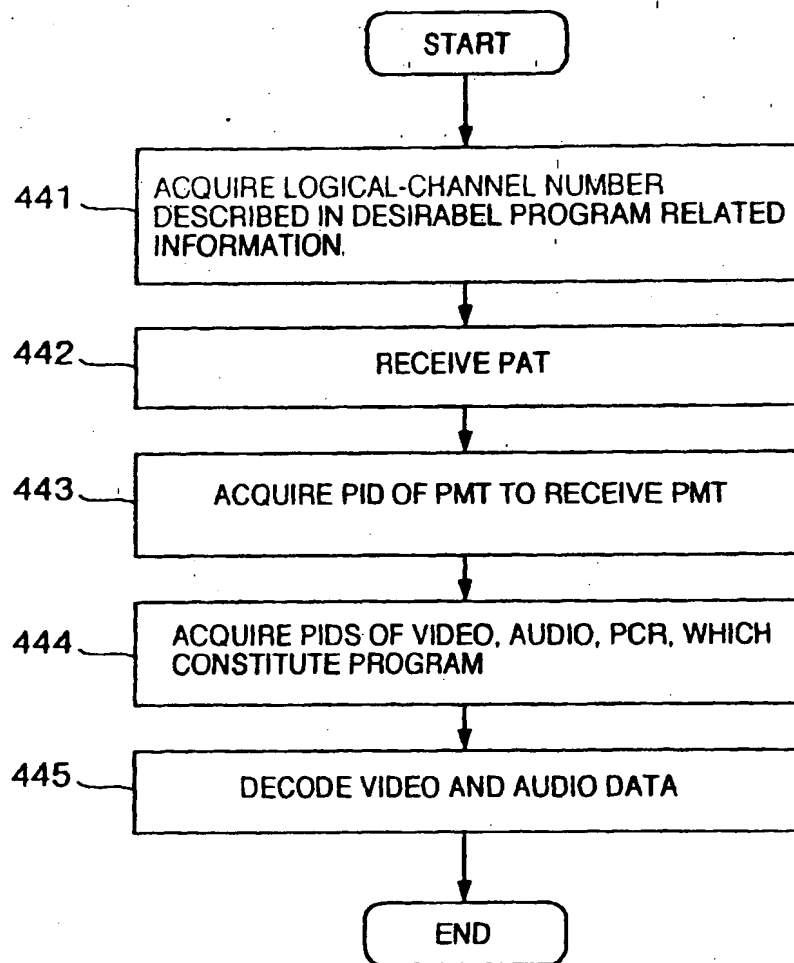 START
441
ACQUIRE LOGICAL-CHANNEL NUMBER
DESCRIBED IN DESIRABEL PROGRAM RELATED
INFORMATION.
442
RECEIVE PAT
443
ACQUIRE PID OF PMT TO RECEIVE PMT
444
ACQUIRE PIDS OF VIDEO, AUDIO, PCR, WHICH
CONSTITUTE PROGRAM
445
DECODE VIDEO AND AUDIO DATA
END